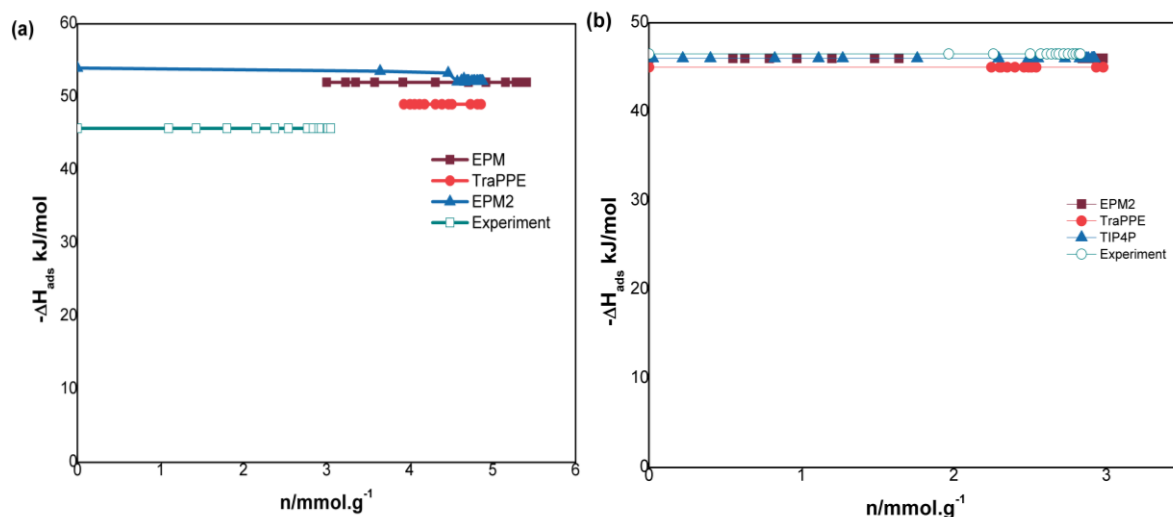 (a)
60
50
40
30
20
10
0
-ΔH_ads kJ/mol
EPM
TraPPE
EPM2
Experiment
0 1 2 3 4 5 6
n/mmol.g⁻¹
(b)
50
40
30
20
10
0
-ΔH_ads kJ/mol
EPM2
TraPPE
TIP4P
Experiment
0 1 2 3
n/mmol.g⁻¹